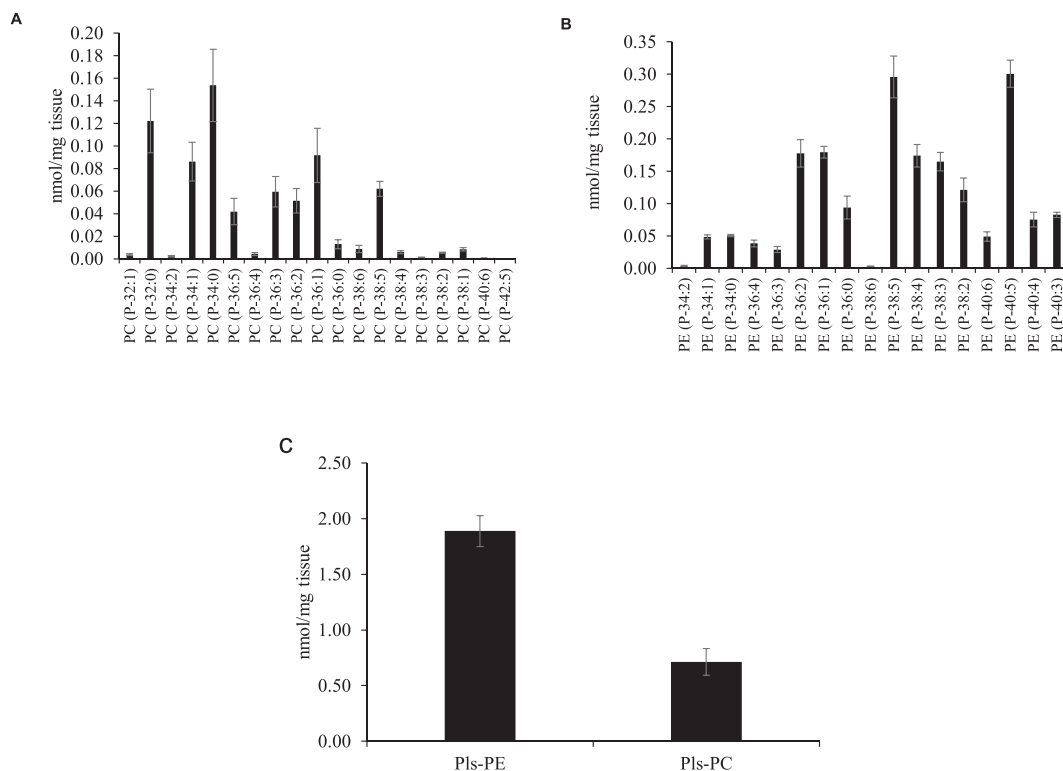 A
0.20
0.18
0.16
0.14
0.12
0.10
0.08
0.06
0.04
0.02
0.00
nmol/mg tissue
PC (P-32:1)
PC (P-32:0)
PC (P-34:2)
PC (P-34:1)
PC (P-34:0)
PC (P-36:5)
PC (P-36:4)
PC (P-36:3)
PC (P-36:2)
PC (P-36:1)
PC (P-36:0)
PC (P-38:6)
PC (P-38:5)
PC (P-38:4)
PC (P-38:3)
PC (P-38:2)
PC (P-38:1)
PC (P-40:6)
PC (P-42:5)
B
0.35
0.30
0.25
0.20
0.15
0.10
0.05
0.00
nmol/mg tissue
PE (P-34:2)
PE (P-34:1)
PE (P-34:0)
PE (P-36:4)
PE (P-36:3)
PE (P-36:2)
PE (P-36:1)
PE (P-36:0)
PE (P-38:6)
PE (P-38:5)
PE (P-38:4)
PE (P-38:3)
PE (P-38:2)
PE (P-40:6)
PE (P-40:5)
PE (P-40:4)
PE (P-40:3)
C
2.50
2.00
1.50
1.00
0.50
0.00
nmol/mg tissue
Pls-PE
Pls-PC